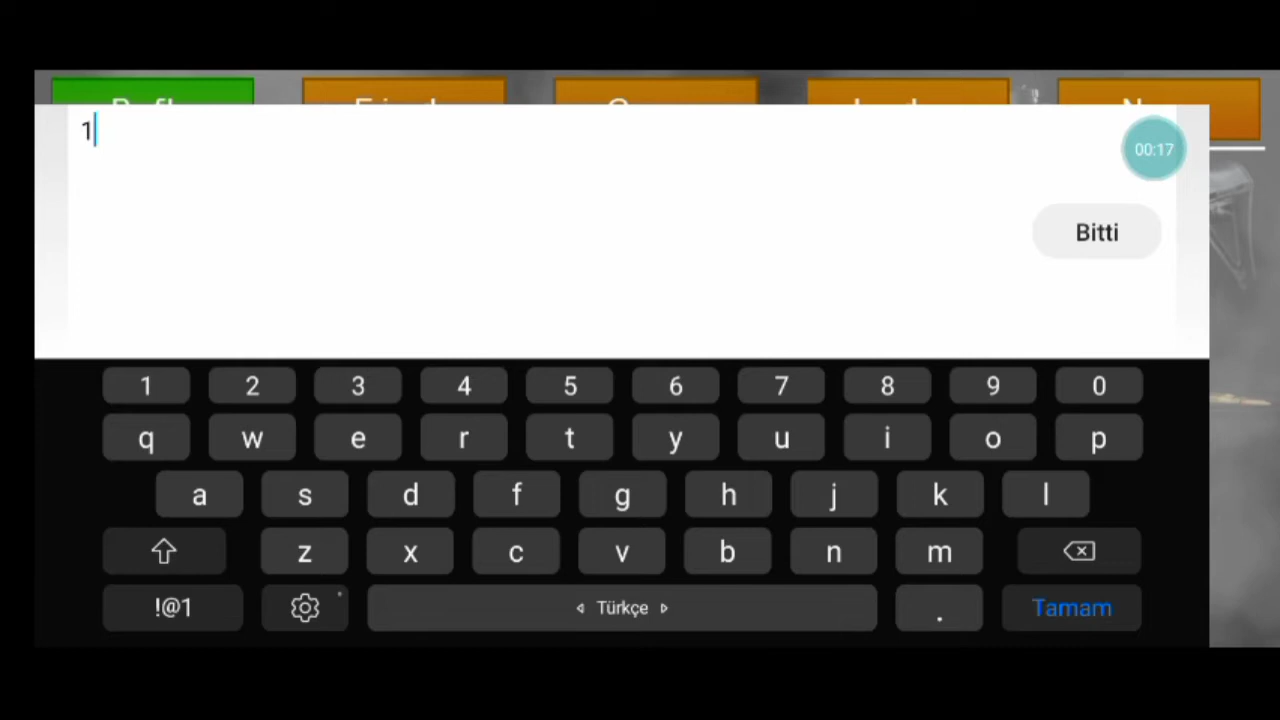 1
00:17
Bitti
1 2 3 4 5 6 7 8 9 0
q w e r t y u i o p
a s d f g h j k l
z x c v b n m
!@1 Türkçe . Tamam